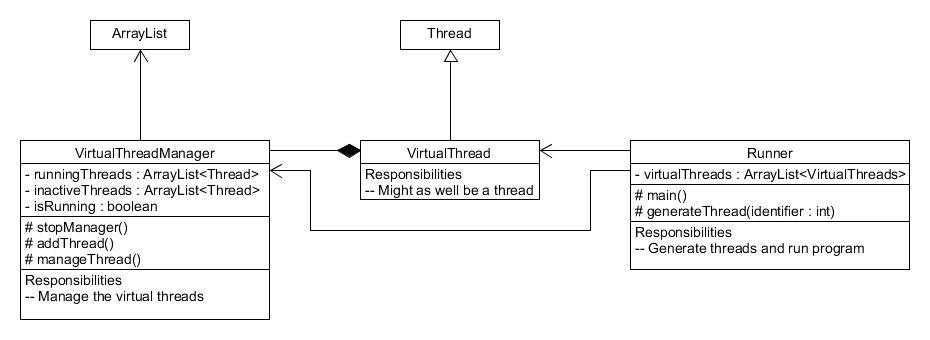 ArrayList
Thread
VirtualThreadManager
- runningThreads : ArrayList<Thread>
- inactiveThreads : ArrayList<Thread>
- isRunning : boolean
# stopManager()
# addThread()
# manageThread()
Responsibilities
-- Manage the virtual threads
VirtualThread
Responsibilities
-- Might as well be a thread
Runner
- virtualThreads : ArrayList<VirtualThreads>
# main()
# generateThread(identifier : int)
Responsibilities
-- Generate threads and run program